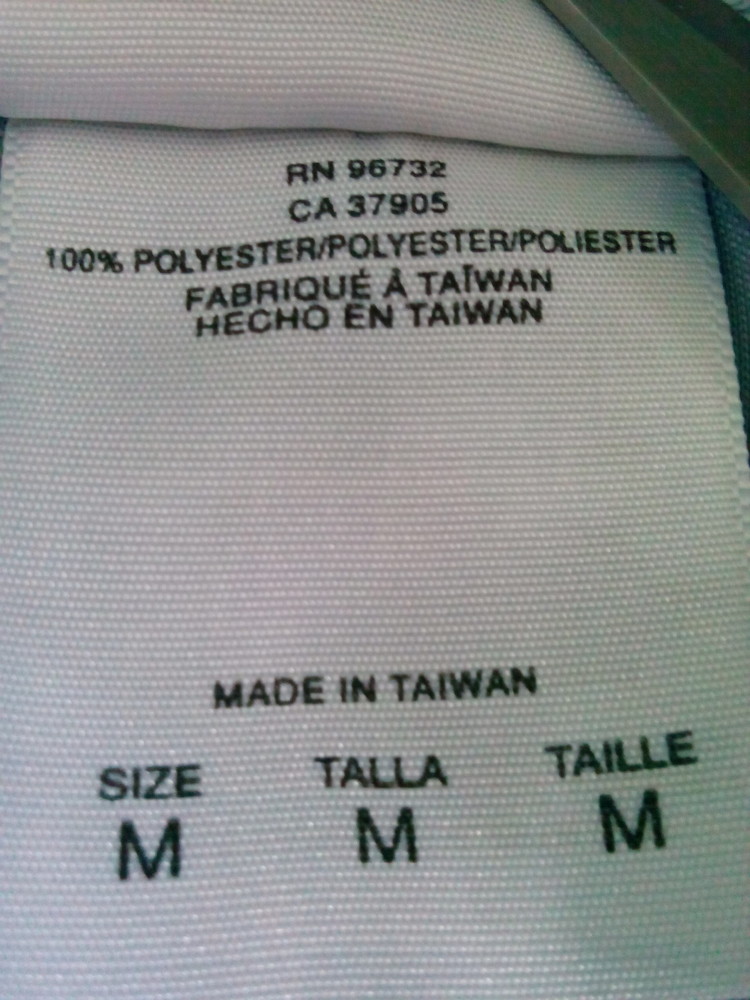 RN 96732
CA 37905
100% POLYESTER/POLYESTER/POLIESTER
FABRIQUÉ À TAÏWAN
HECHO EN TAIWAN
MADE IN TAIWAN
SIZE TALLA TAILLE
M M M